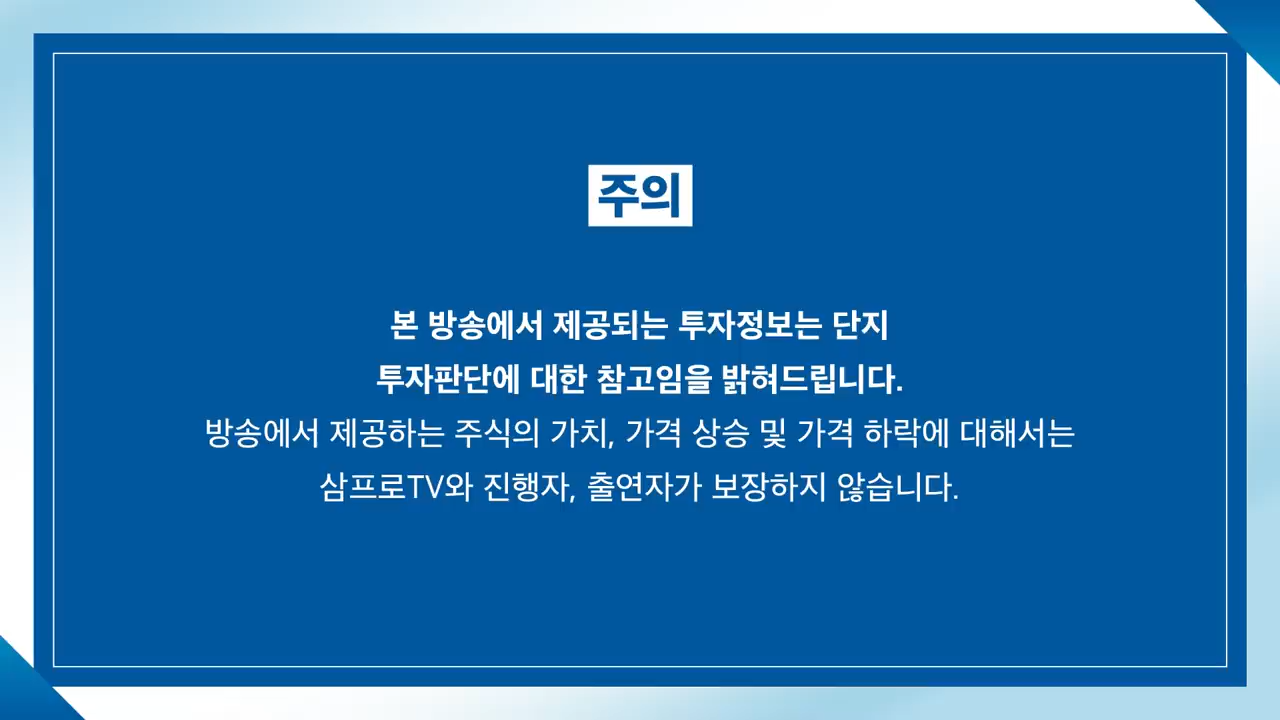 주의
본 방송에서 제공되는 투자정보는 단지
투자판단에 대한 참고임을 밝혀드립니다.
방송에서 제공하는 주식의 가치, 가격 상승 및 가격 하락에 대해서는
삼프로TV와 진행자, 출연자가 보장하지 않습니다.